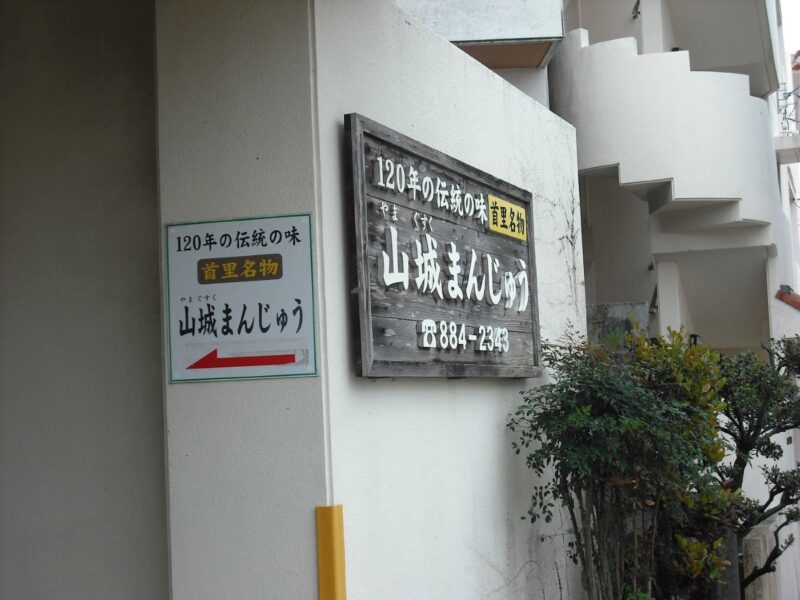 120年の伝統の味
首里名物
やまぐすく
山城まんじゅう
120年の伝統の味 首里名物
やま ぐすく
山城まんじゅう
☎884-2343